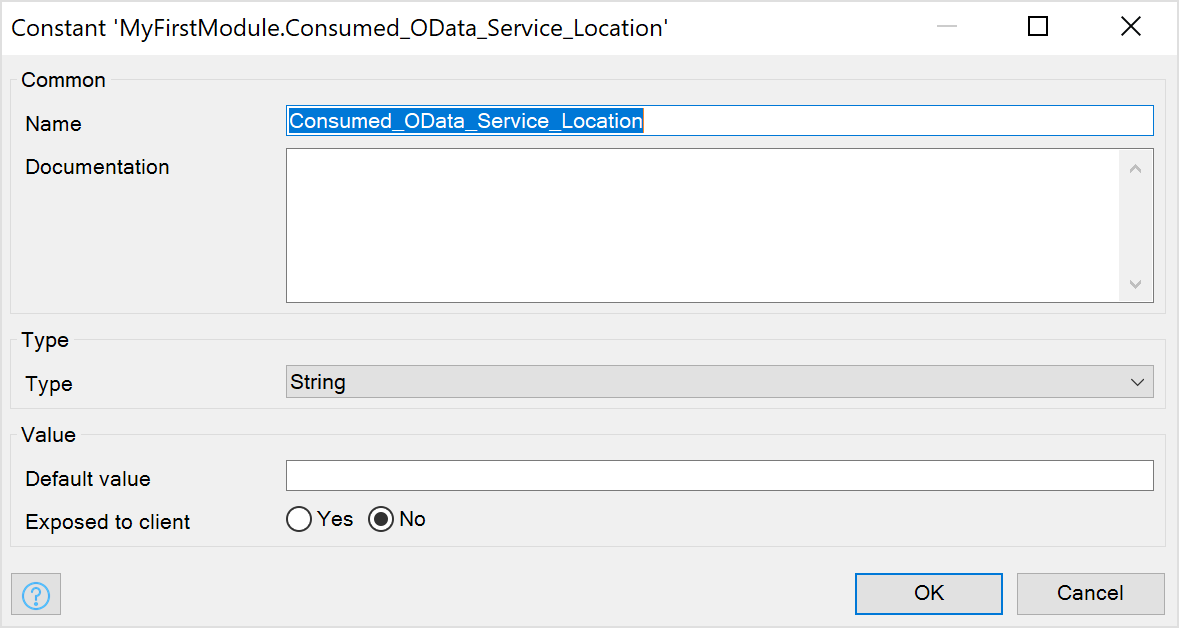 Constant 'MyFirstModule.Consumed_OData_Service_Location'
Common
Name
Consumed_OData_Service_Location
Documentation
Type
Type
String
Value
Default value
Exposed to client
Yes
No
?
OK
Cancel